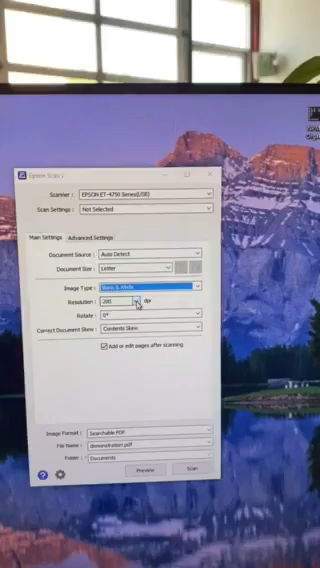 Epson Scan 2
Scanner : EPSON ET-4750 Series(USB)
Scan Settings : Not Selected
Main Settings Advanced Settings
Document Source : Auto Detect
Document Size : Letter
Image Type : Black & White
Resolution : 200 dpi
Rotate : 0°
Correct Document Skew : Contents Skew
Add or edit pages after scanning
Image Format : Searchable PDF
File Name : demonstration.pdf
Folder : Documents
? Preview Scan